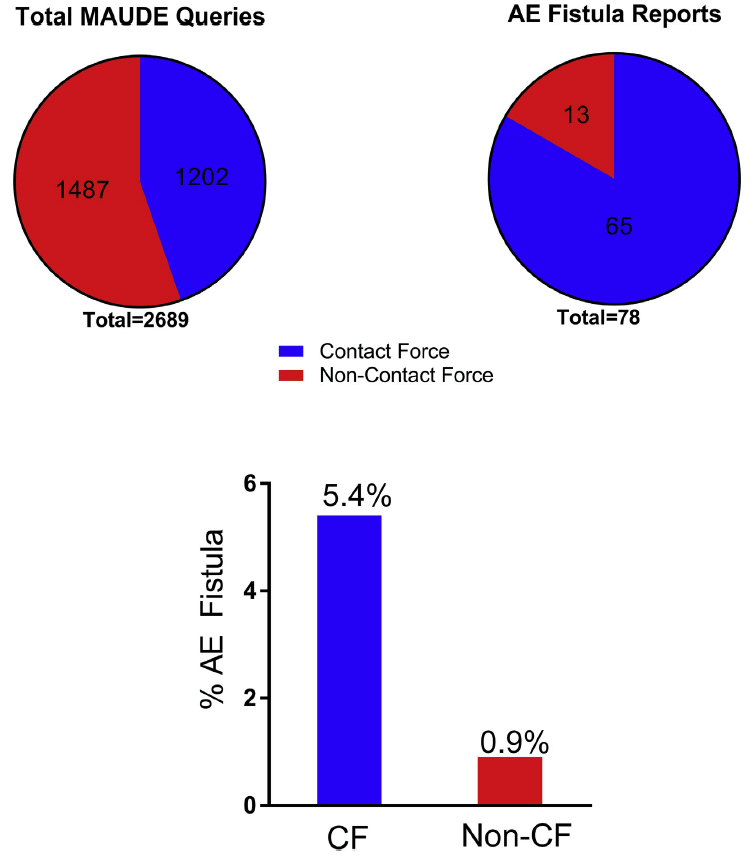 Total MAUDE Queries
AE Fistula Reports
1487
1202
13
65
Total=2689
Total=78
Contact Force
Non-Contact Force
% AE Fistula
6
4
2
0
5.4%
0.9%
CF
Non-CF